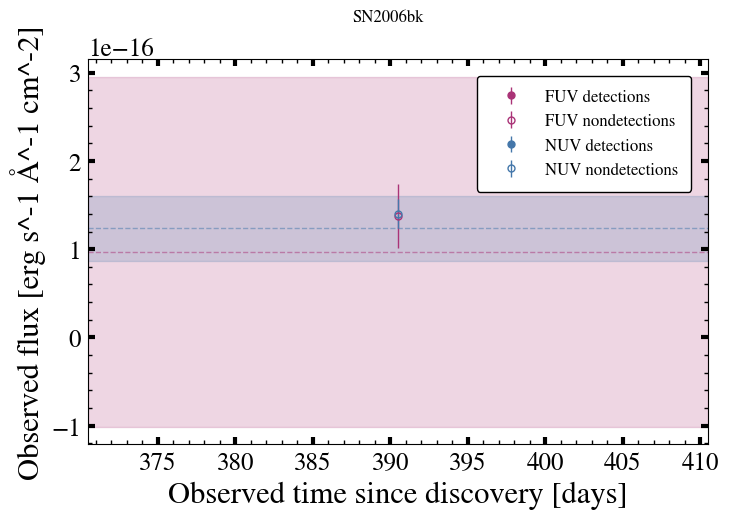 SN2006bk
1e−16
3
2
1
0
−1
FUV detections
FUV nondetections
NUV detections
NUV nondetections
375
380
385
390
395
400
405
410
Observed time since discovery [days]
Observed flux [erg s^-1 Å^-1 cm^-2]